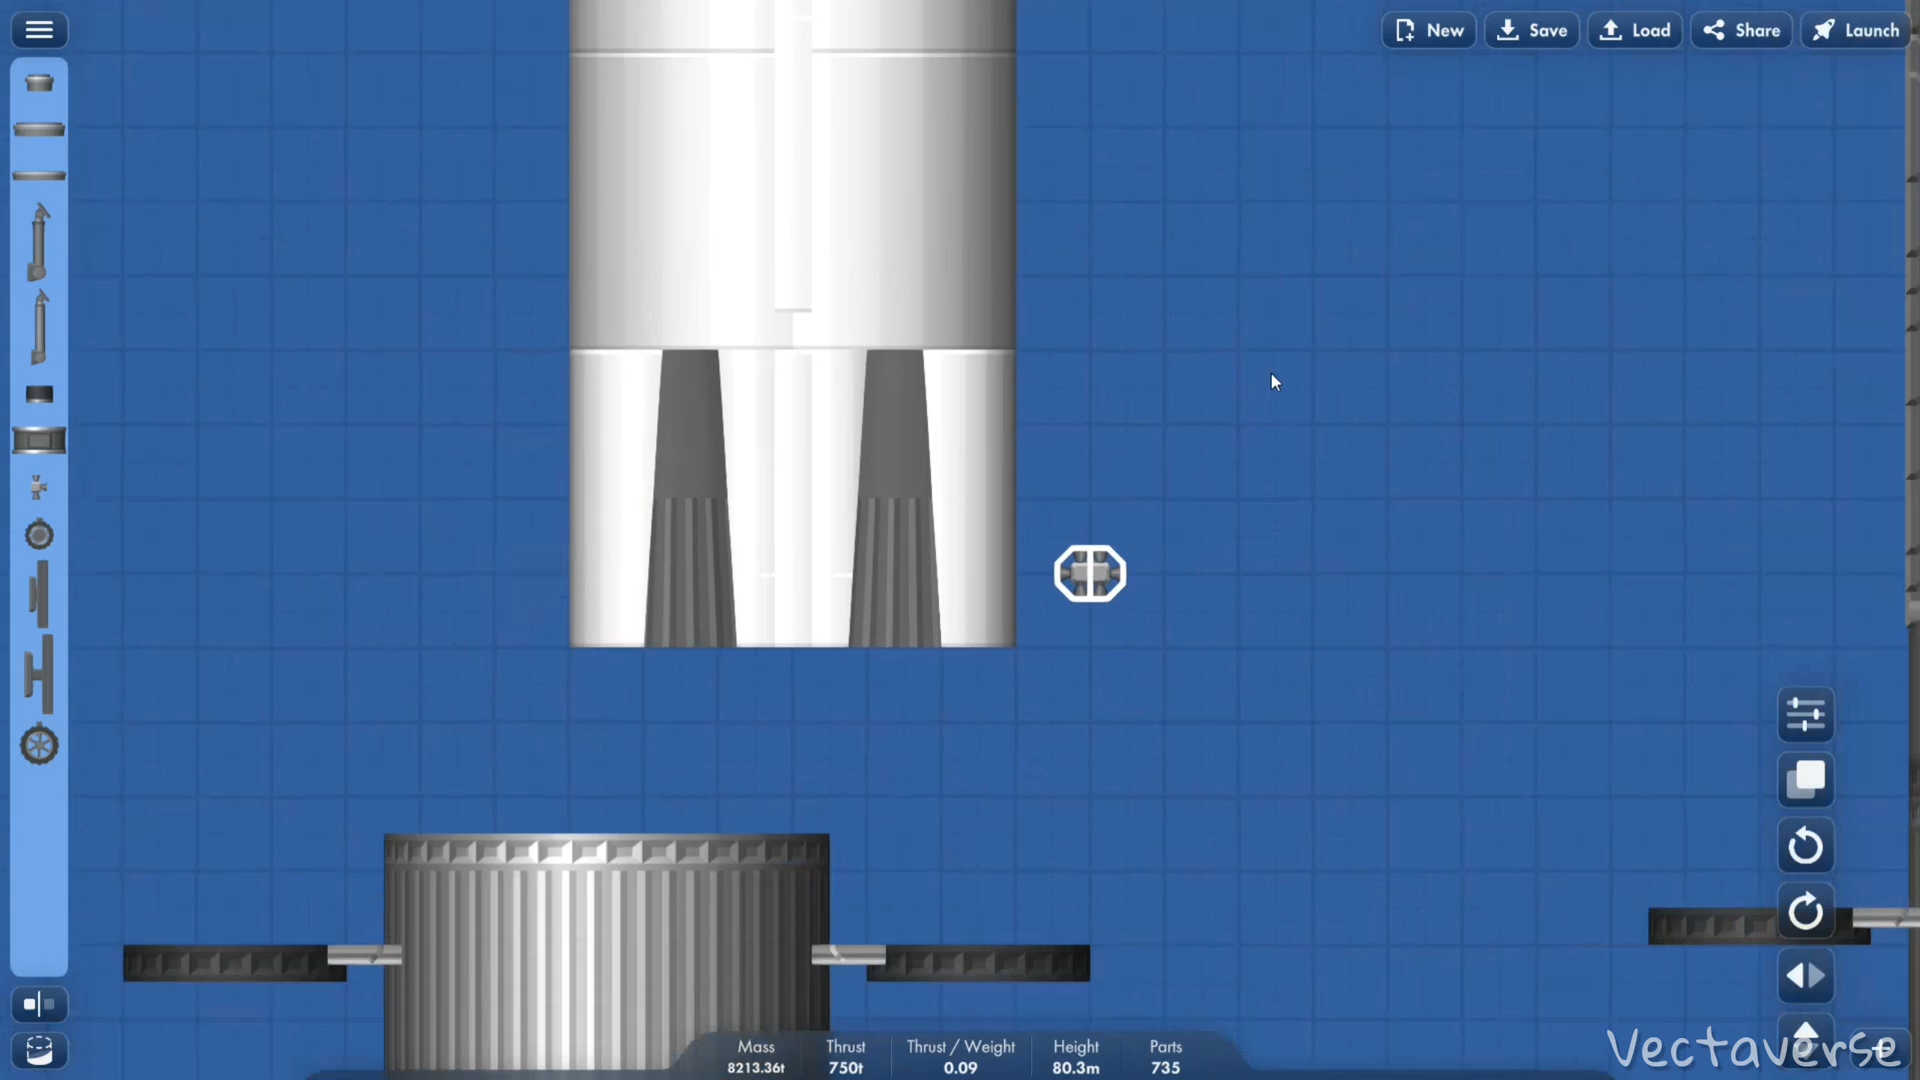 New
Save
Load
Share
Launch
Mass
8213.36t
Thrust
750t
Thrust / Weight
0.09
Height
80.3m
Parts
735
Vectaverse